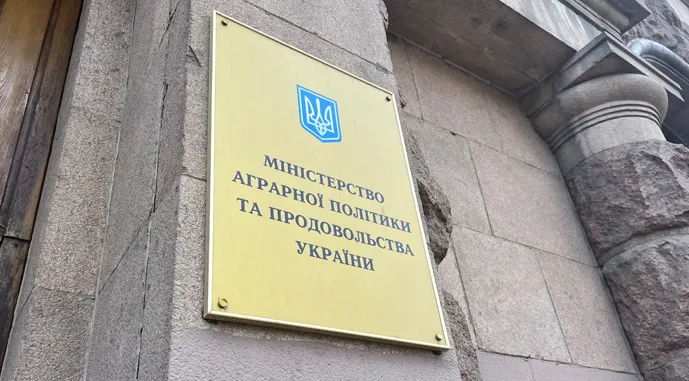 МІНІСТЕРСТВО
АГРАРНОЇ ПОЛІТИКИ
ТА ПРОДОВОЛЬСТВА
УКРАЇНИ